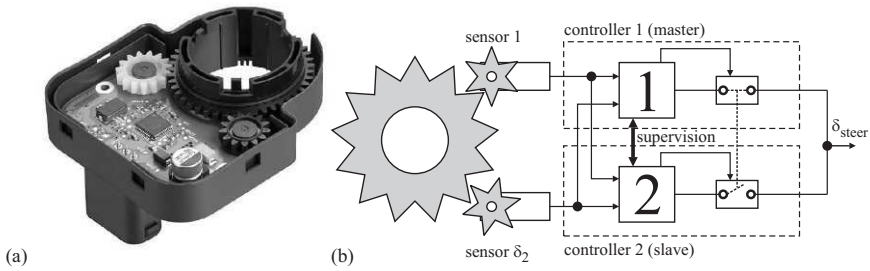 sensor 1
controller 1 (master)
1
supervision
δsteer
2
sensor δ2
controller 2 (slave)
(a)
(b)